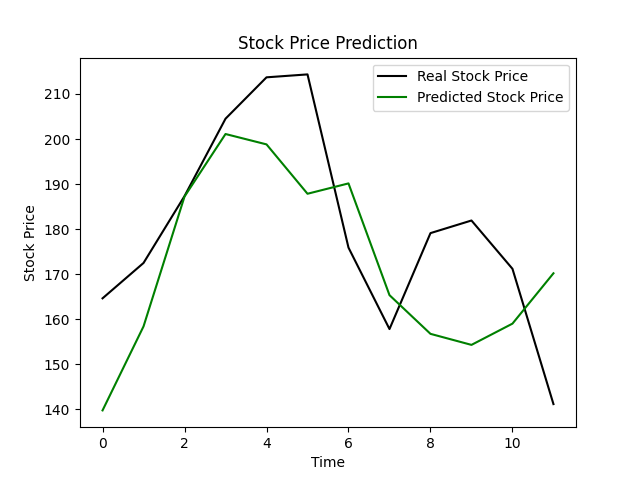 Stock Price Prediction
Real Stock Price
Predicted Stock Price
Stock Price
210
200
190
180
170
160
150
140
0 2 4 6 8 10
Time